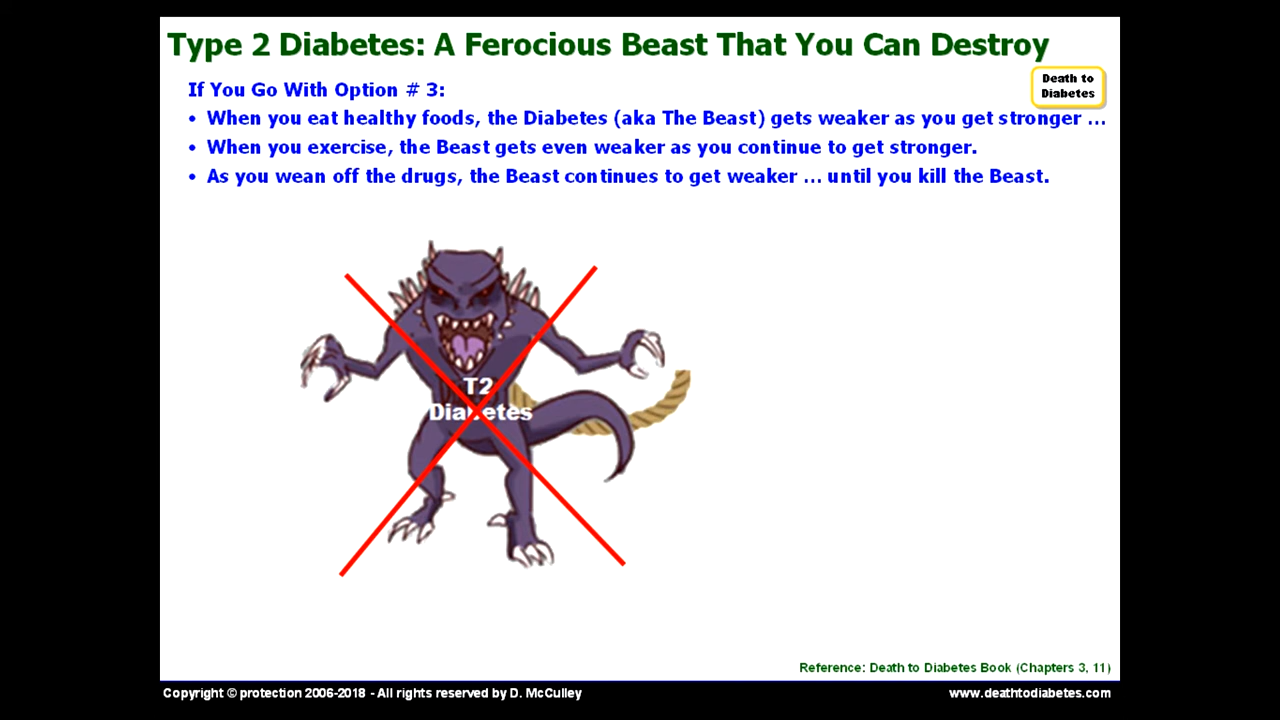 Type 2 Diabetes: A Ferocious Beast That You Can Destroy
If You Go With Option # 3:
Death to
Diabetes
• When you eat healthy foods, the Diabetes (aka The Beast) gets weaker as you get stronger ...
• When you exercise, the Beast gets even weaker as you continue to get stronger.
• As you wean off the drugs, the Beast continues to get weaker ... until you kill the Beast.
T2
Diabetes
Reference: Death to Diabetes Book (Chapters 3, 11)
Copyright © protection 2006-2018 - All rights reserved by D. McCulley
www.deathtodiabetes.com